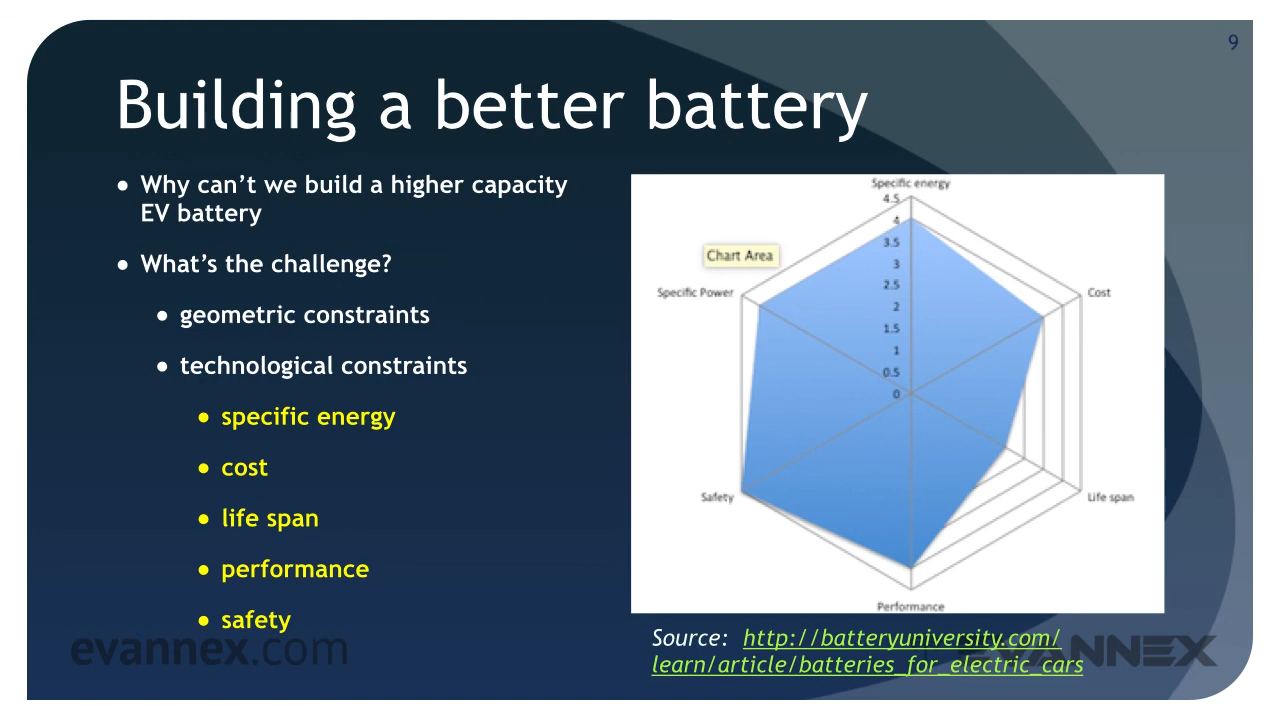 9
Building a better battery
● Why can’t we build a higher capacity
EV battery
● What’s the challenge?
● geometric constraints
● technological constraints
● specific energy
● cost
● life span
● performance
● safety
evannex.com
Specific energy
4.5
4
3.5
3
2.5
2
1.5
1
0.5
0
Chart Area
Specific Power
Cost
Safety
Life span
Performance
Source: http://batteryuniversity.com/
learn/article/batteries_for_electric_cars
EVANNEX